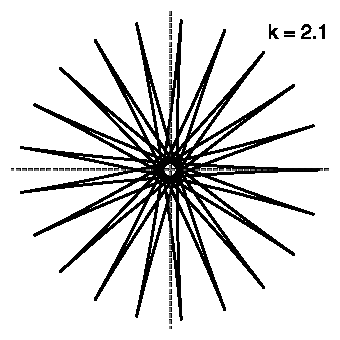 k = 2.1